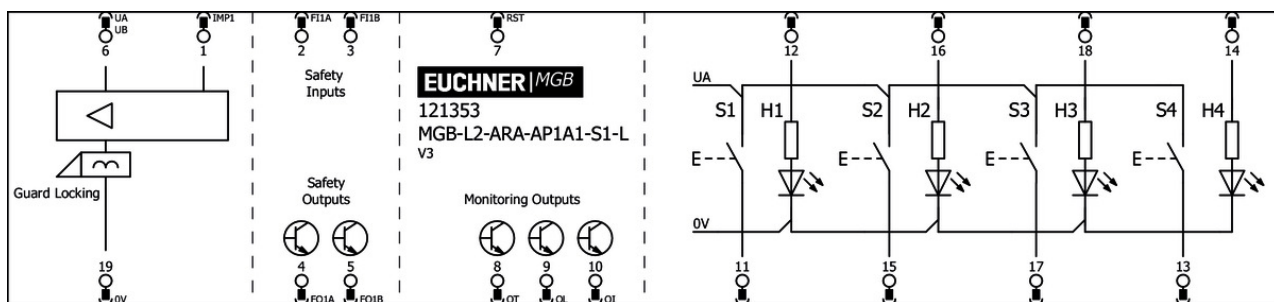 UA IMP1 FI1A FI1B RST
UB
6 1 2 3 7 12 16 18 14
Safety
Inputs
EUCHNER MGB
121353
MGB-L2-ARA-AP1A1-S1-L
V3
UA
S1 H1 S2 H2 S3 H3 S4 H4
E E E E
Guard Locking
Safety
Outputs
Monitoring Outputs
0V
19 4 5 8 9 10 11 15 17 13
0V FO1A FO1B OT OL OI